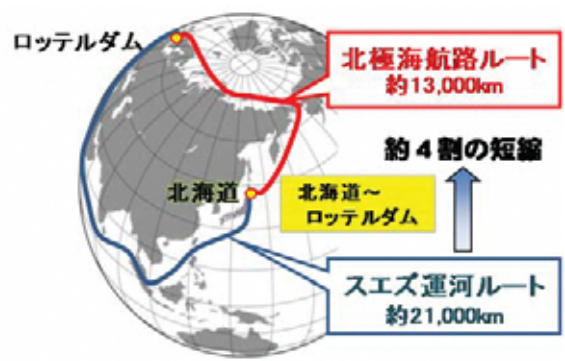 ロッテルダム
北極海航路ルート
約13,000km
約４割の短縮
北海道
北海道～
ロッテルダム
スエズ運河ルート
約21,000km